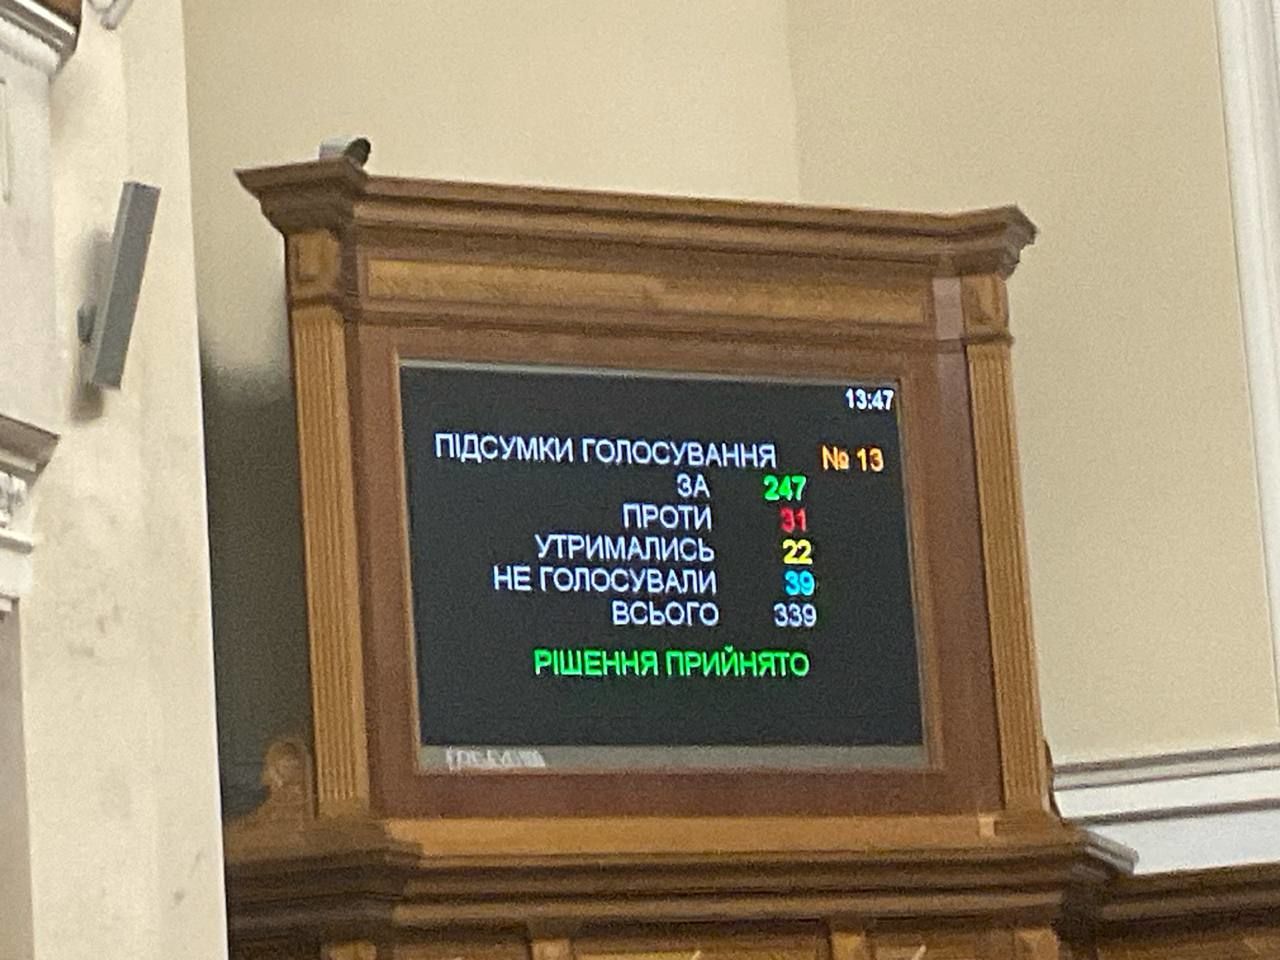 13:47
ПІДСУМКИ ГОЛОСУВАННЯ № 13
ЗА 247
ПРОТИ 31
УТРИМАЛИСЬ 22
НЕ ГОЛОСУВАЛИ 39
ВСЬОГО 339
РІШЕННЯ ПРИЙНЯТО